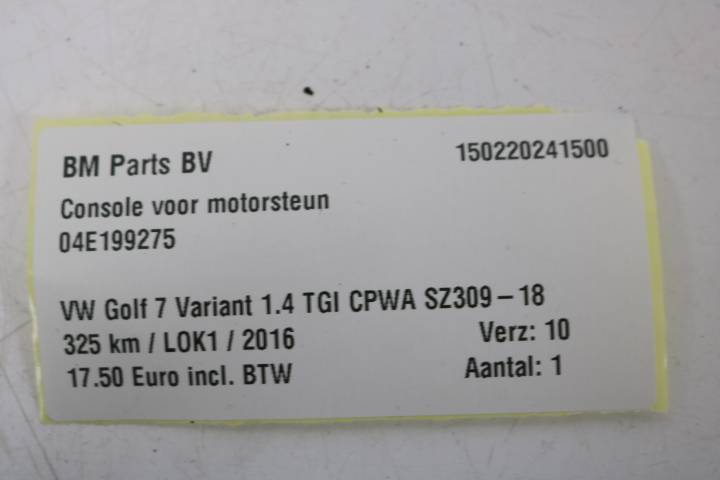 BM Parts BV 150220241500
Console voor motorsteun
04E199275
VW Golf 7 Variant 1.4 TGI CPWA SZ309 – 18
325 km / LOK1 / 2016 Verz: 10
17.50 Euro incl. BTW Aantal: 1